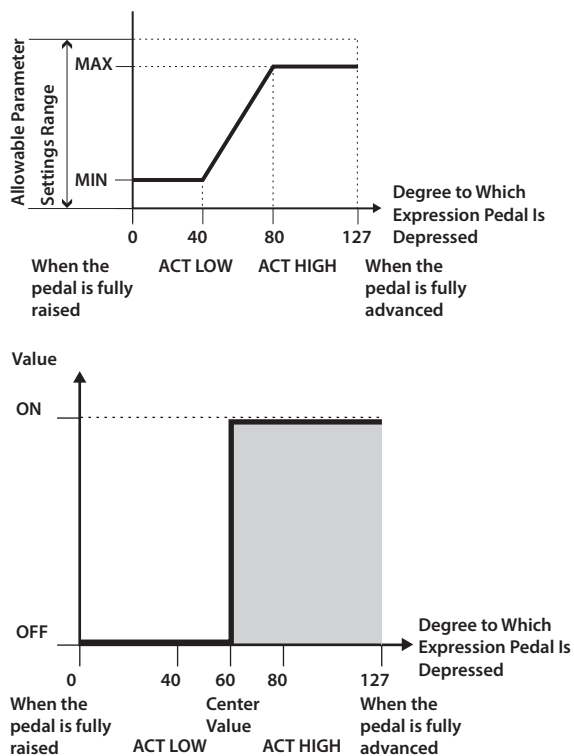 Allowable Parameter
Settings Range
MAX
MIN
Degree to Which
Expression Pedal Is
Depressed
0 40 80 127
When the
pedal is fully
raised
ACT LOW
ACT HIGH
When the
pedal is fully
advanced
Value
ON
OFF
Degree to Which
Expression Pedal Is
Depressed
0 40 60 80 127
When the
pedal is fully
raised
Center
Value
When the
pedal is fully
advanced
ACT LOW
ACT HIGH